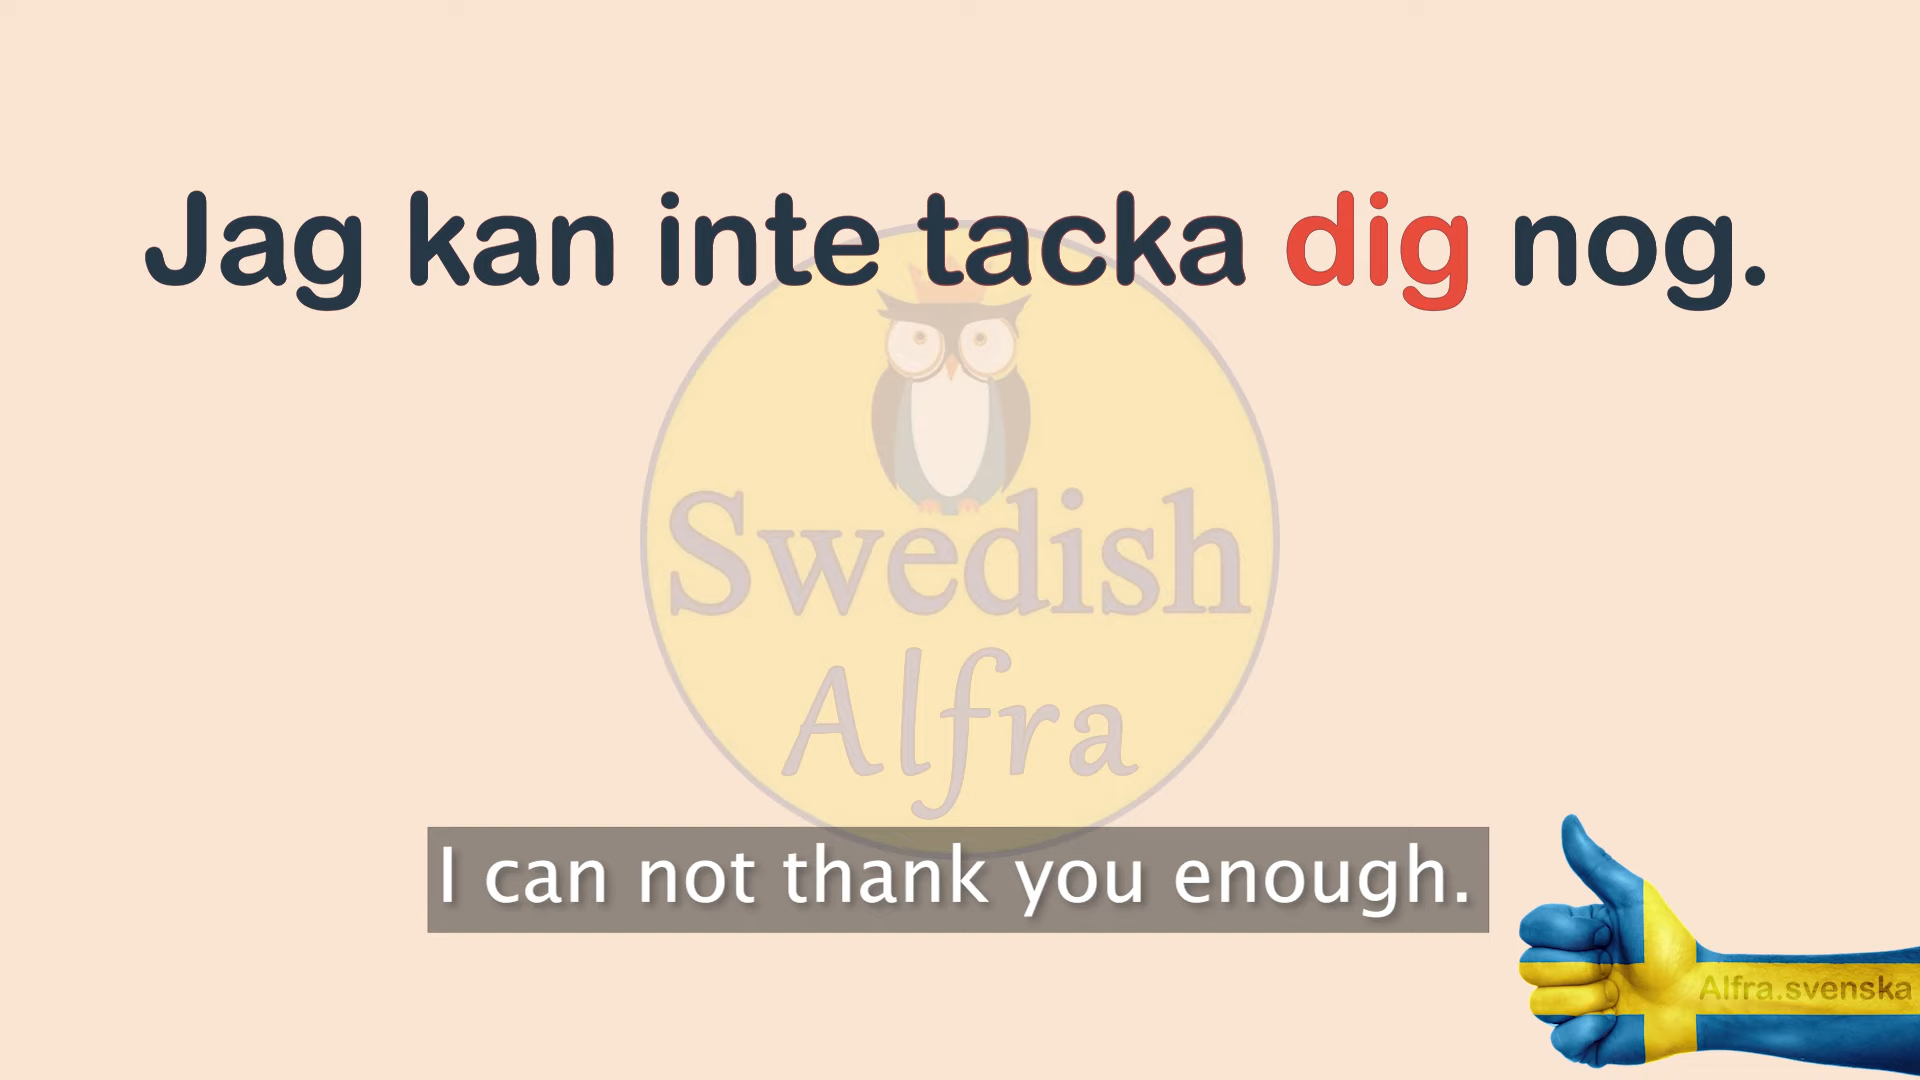 Jag kan inte tacka dig nog.
Swedish
Alfra
I can not thank you enough.
Alfra.svenska